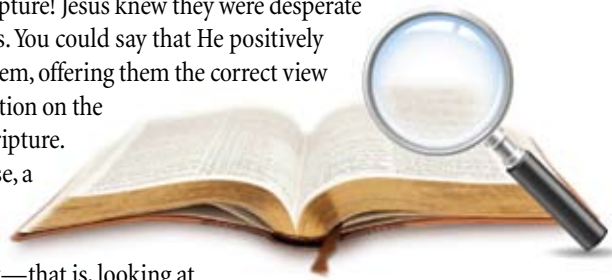 pture! Jesus knew they were desperate
s. You could say that He positively
em, offering them the correct view
tion on the
ripture.
se, a
—that is, looking at